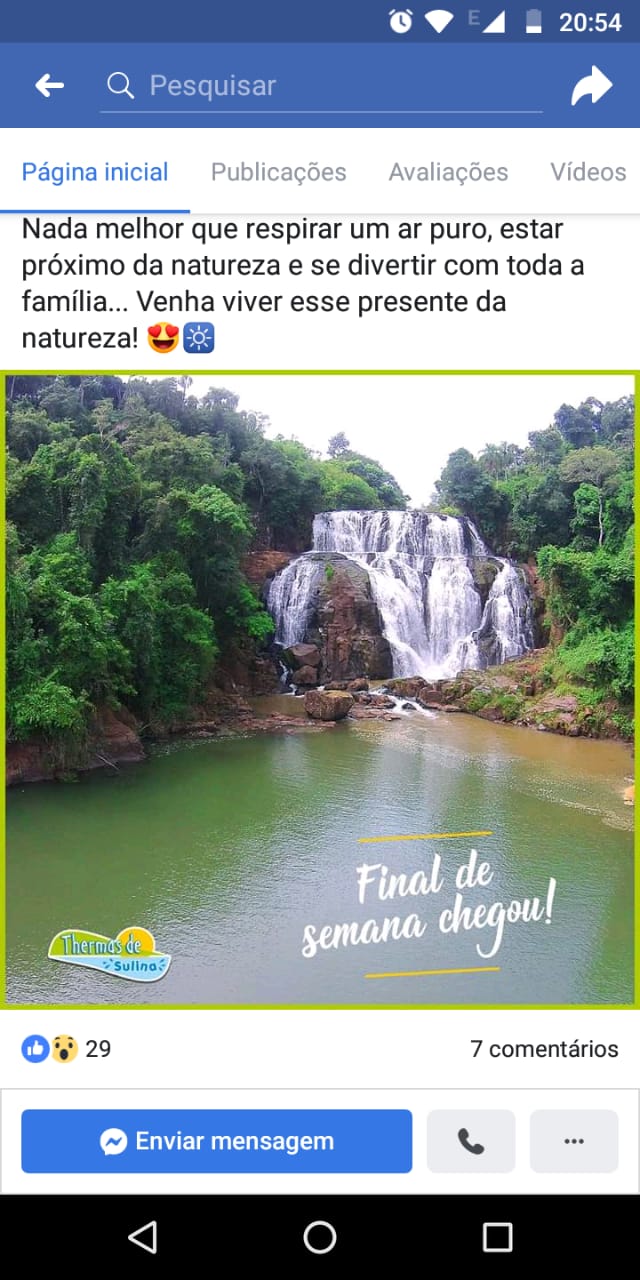 E 20:54
Pesquisar
Página inicial Publicações Avaliações Vídeos
Nada melhor que respirar um ar puro, estar
próximo da natureza e se divertir com toda a
família... Venha viver esse presente da
natureza! 😍🔆
Final de
semana chegou!
Thermas de
Sulina
29 7 comentários
Enviar mensagem